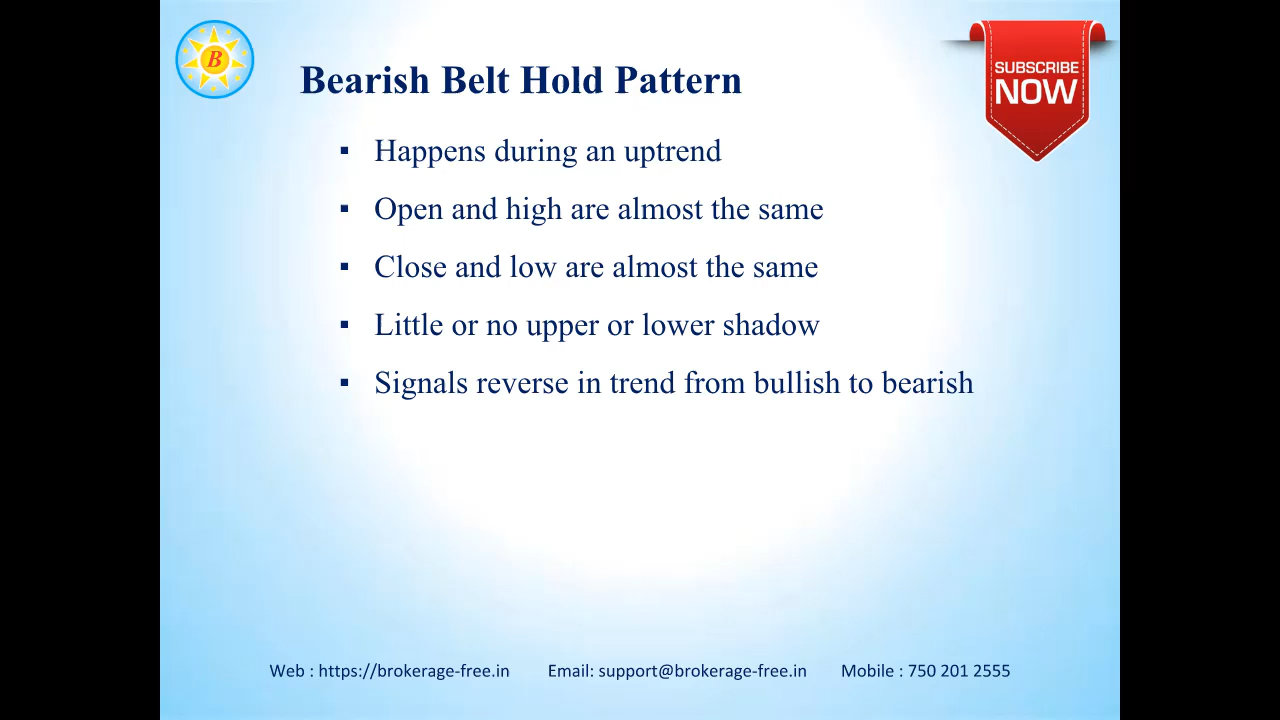 B
SUBSCRIBE
NOW
Bearish Belt Hold Pattern
▪ Happens during an uptrend
▪ Open and high are almost the same
▪ Close and low are almost the same
▪ Little or no upper or lower shadow
▪ Signals reverse in trend from bullish to bearish
Web : https://brokerage-free.in Email: support@brokerage-free.in Mobile : 750 201 2555